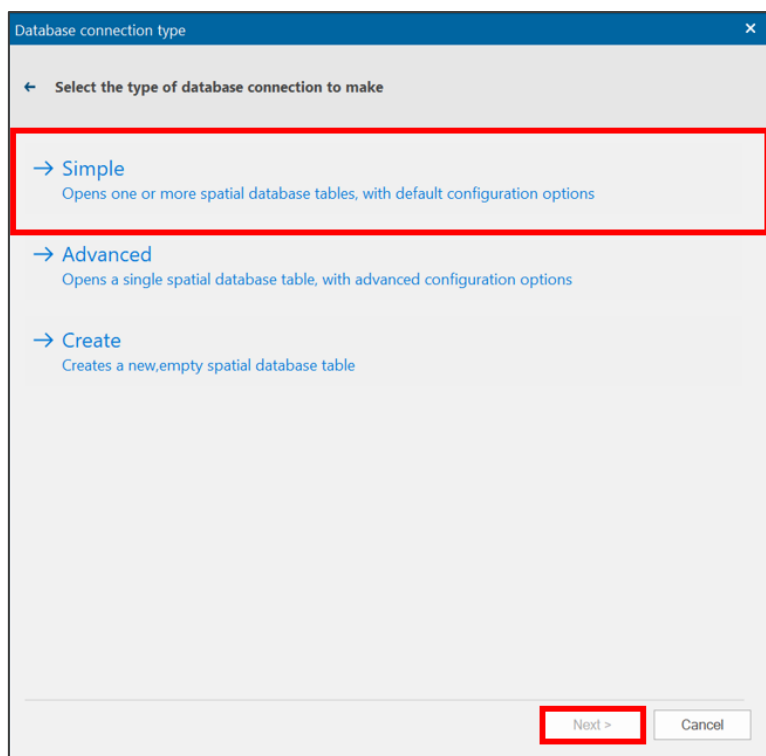 Database connection type
Select the type of database connection to make
Simple
Opens one or more spatial database tables, with default configuration options
Advanced
Opens a single spatial database table, with advanced configuration options
Create
Creates a new,empty spatial database table
Next >
Cancel